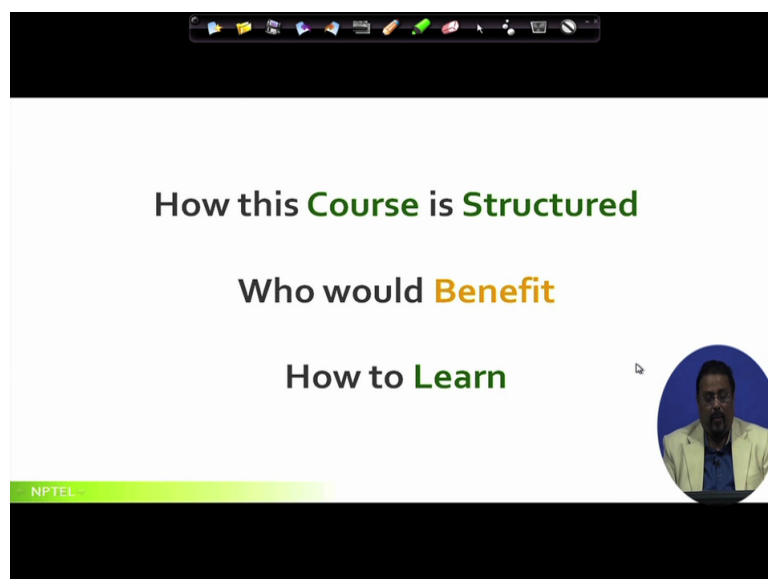 How this Course is Structured
Who would Benefit
How to Learn
NPTEL